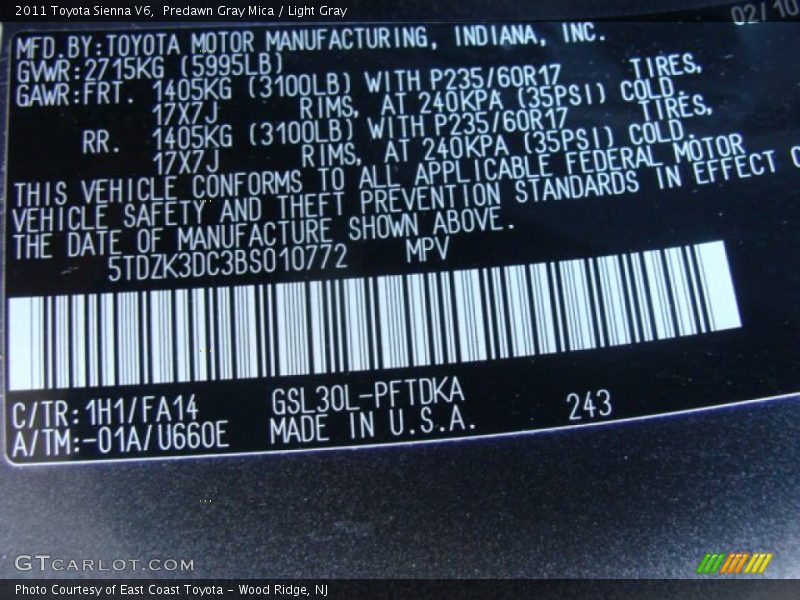 2011 Toyota Sienna V6,  Predawn Gray Mica / Light Gray
02/10
MFD.BY:TOYOTA MOTOR MANUFACTURING, INDIANA, INC.
GVWR:2715KG (5995LB)
GAWR:FRT. 1405KG (3100LB) WITH P235/60R17 TIRES,
17X7J RIMS, AT 240KPA (35PSI) COLD.
RR. 1405KG (3100LB) WITH P235/60R17 TIRES,
17X7J RIMS, AT 240KPA (35PSI) COLD.
THIS VEHICLE CONFORMS TO ALL APPLICABLE FEDERAL MOTOR
VEHICLE SAFETY AND THEFT PREVENTION STANDARDS IN EFFECT
THE DATE OF MANUFACTURE SHOWN ABOVE.
5TDZK3DC3BS010772 MPV
C/TR:1H1/FA14 GSL30L-PFTDKA 243
A/TM:-01A/U660E MADE IN U.S.A.
GTCARLOT.COM
Photo Courtesy of East Coast Toyota – Wood Ridge, NJ